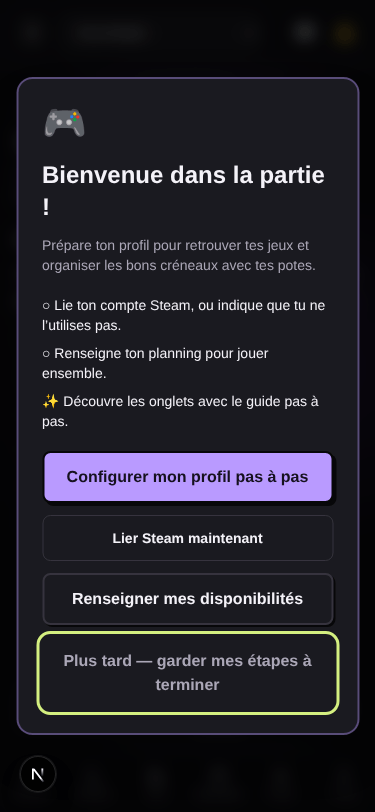 Bienvenue dans la partie
!
Prépare ton profil pour retrouver tes jeux et
organiser les bons créneaux avec tes potes.
○ Lie ton compte Steam, ou indique que tu ne
l’utilises pas.
○ Renseigne ton planning pour jouer
ensemble.
✨ Découvre les onglets avec le guide pas à
pas.
Configurer mon profil pas à pas
Lier Steam maintenant
Renseigner mes disponibilités
Plus tard — garder mes étapes à
terminer
N